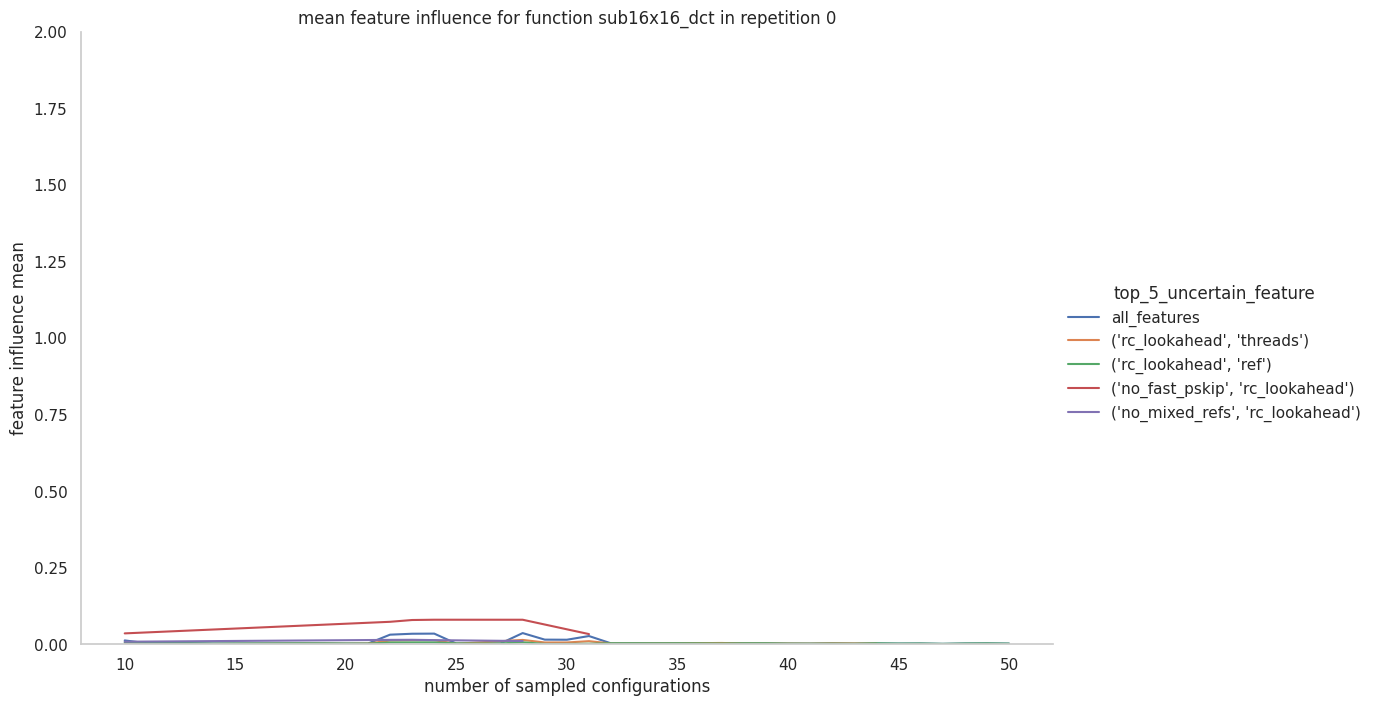 mean feature influence for function sub16x16_dct in repetition 0
2.00
1.75
1.50
1.25
1.00
0.75
0.50
0.25
0.00
feature influence mean
10 15 20 25 30 35 40 45 50
number of sampled configurations
top_5_uncertain_feature
all_features
('rc_lookahead', 'threads')
('rc_lookahead', 'ref')
('no_fast_pskip', 'rc_lookahead')
('no_mixed_refs', 'rc_lookahead')